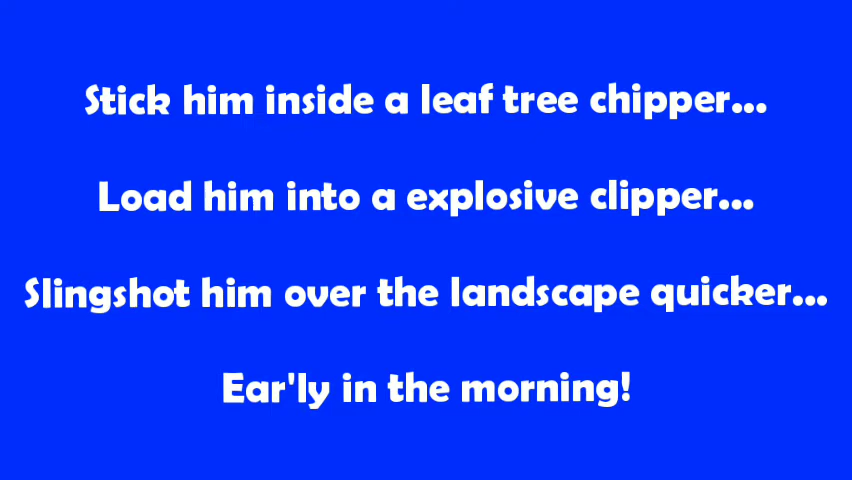 Stick him inside a leaf tree chipper...
Load him into a explosive clipper...
Slingshot him over the landscape quicker...
Ear'ly in the morning!